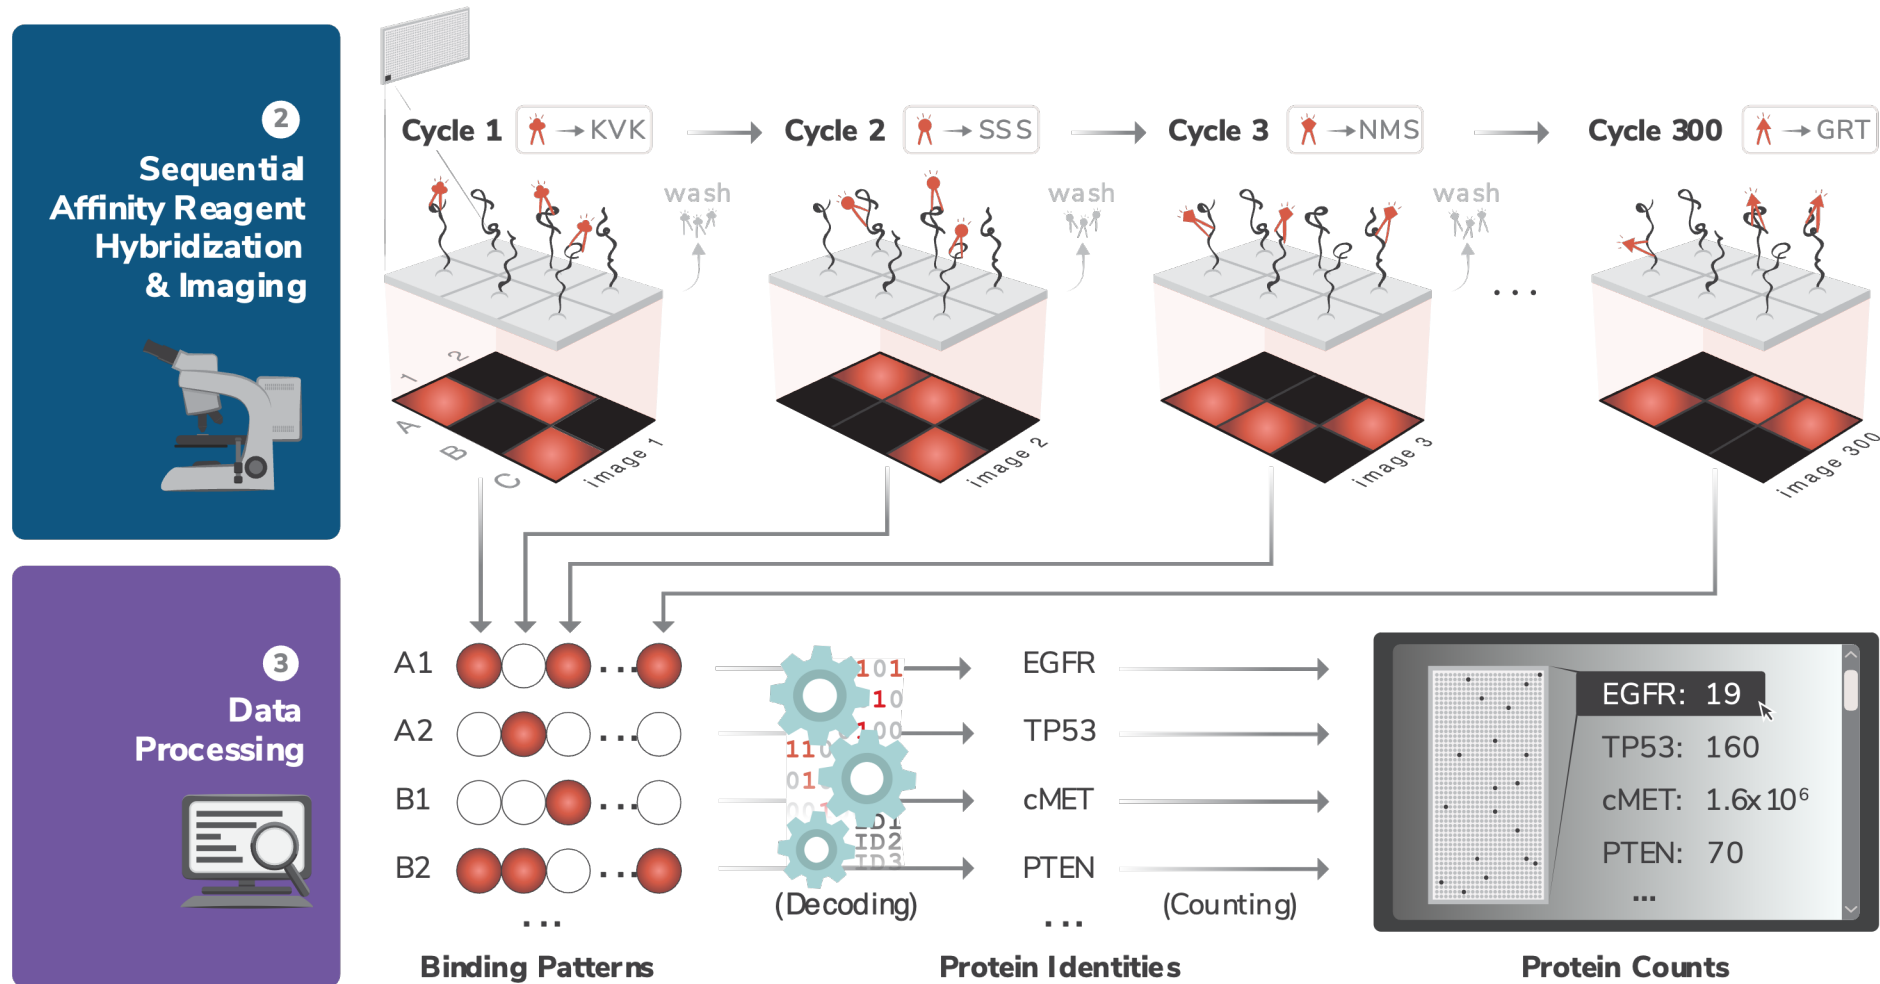 2
Sequential
Affinity Reagent
Hybridization
& Imaging
Cycle 1
KVK
Cycle 2
SSS
Cycle 3
NMS
Cycle 300
GRT
wash
wash
wash
...
1
2
A
B
C
image 1
image 2
image 3
image 300
3
Data
Processing
A1
...
A2
...
B1
...
B2
...
...
Binding Patterns
101
10
100
110
01
001
ID1
ID2
ID3
(Decoding)
EGFR
TP53
cMET
PTEN
...
Protein Identities
(Counting)
EGFR: 19
TP53: 160
cMET: 1.6x10⁶
PTEN: 70
...
Protein Counts